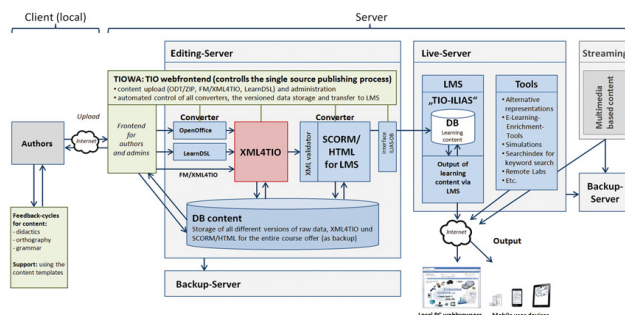 Client (local)
Server
Editing-Server
Live-Server
Streaming
TIOWA: TIO webfrontend (controls the single source publishing process)
• content upload (ODT/ZIP, FM/XML4TIO, LearnDSL) and administration
• automated control of all converters, the versioned data storage and transfer to LMS
Upload
Internet
Authors
Frontend
for
authors
and admins
Converter
OpenOffice
LearnDSL
FM/XML4TIO
XML4TIO
XML validator
Converter
SCORM/
HTML
for LMS
interface
ILIAS-DB
LMS
„TIO-ILIAS“
DB
Learning
content
Output of
learning
content via
LMS
Tools
• Alternative
representations
• E-Learning-
Enrichment-
Tools
• Simulations
• Searchindex for
keyword search
• Remote Labs
• Etc.
Multimedia
based content
Backup-
Server
Feedback-cycles
for content:
- didactics
- orthography
- grammar
Support: using the
content templates
DB content
Storage of all different versions of raw data, XML4TIO und
SCORM/HTML for the entire course offer (as backup)
Backup-Server
Internet
Output
Local PC webbrowsers
Mobile user devices